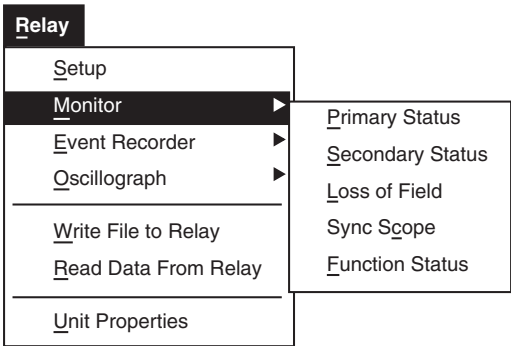 Relay
Setup
Monitor
Event Recorder
Oscillograph
Write File to Relay
Read Data From Relay
Unit Properties
Primary Status
Secondary Status
Loss of Field
Sync Scope
Function Status